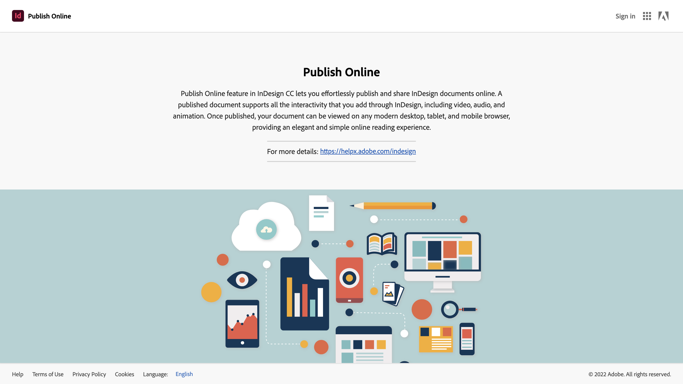 Id Publish Online
Sign in
Publish Online
Publish Online feature in InDesign CC lets you effortlessly publish and share InDesign documents online. A
published document supports all the interactivity that you add through InDesign, including video, audio, and
animation. Once published, your document can be viewed on any modern desktop, tablet, and mobile browser,
providing an elegant and simple online reading experience.
For more details: https://helpx.adobe.com/indesign
Help Terms of Use Privacy Policy Cookies Language: English © 2022 Adobe. All rights reserved.